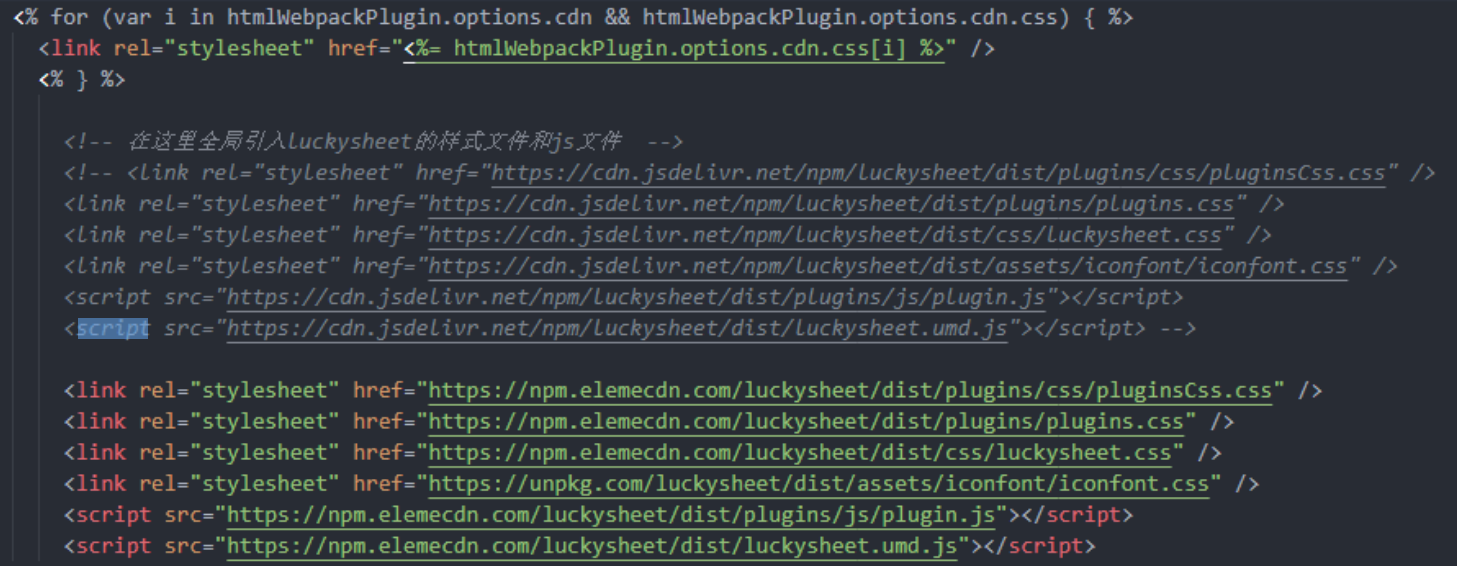 <% for (var i in htmlWebpackPlugin.options.cdn && htmlWebpackPlugin.options.cdn.css) { %>
<link rel="stylesheet" href="<%= htmlWebpackPlugin.options.cdn.css[i] %>" />
<% } %>
<!-- 在这里全局引入luckysheet的样式文件和js文件  -->
<!-- <link rel="stylesheet" href="https://cdn.jsdelivr.net/npm/luckysheet/dist/plugins/css/pluginsCss.css" />
<link rel="stylesheet" href="https://cdn.jsdelivr.net/npm/luckysheet/dist/plugins/plugins.css" />
<link rel="stylesheet" href="https://cdn.jsdelivr.net/npm/luckysheet/dist/css/luckysheet.css" />
<link rel="stylesheet" href="https://cdn.jsdelivr.net/npm/luckysheet/dist/assets/iconfont/iconfont.css" />
<script src="https://cdn.jsdelivr.net/npm/luckysheet/dist/plugins/js/plugin.js"></script>
<script src="https://cdn.jsdelivr.net/npm/luckysheet/dist/luckysheet.umd.js"></script> -->
<link rel="stylesheet" href="https://npm.elemecdn.com/luckysheet/dist/plugins/css/pluginsCss.css" />
<link rel="stylesheet" href="https://npm.elemecdn.com/luckysheet/dist/plugins/plugins.css" />
<link rel="stylesheet" href="https://npm.elemecdn.com/luckysheet/dist/css/luckysheet.css" />
<link rel="stylesheet" href="https://unpkg.com/luckysheet/dist/assets/iconfont/iconfont.css" />
<script src="https://npm.elemecdn.com/luckysheet/dist/plugins/js/plugin.js"></script>
<script src="https://npm.elemecdn.com/luckysheet/dist/luckysheet.umd.js"></script>